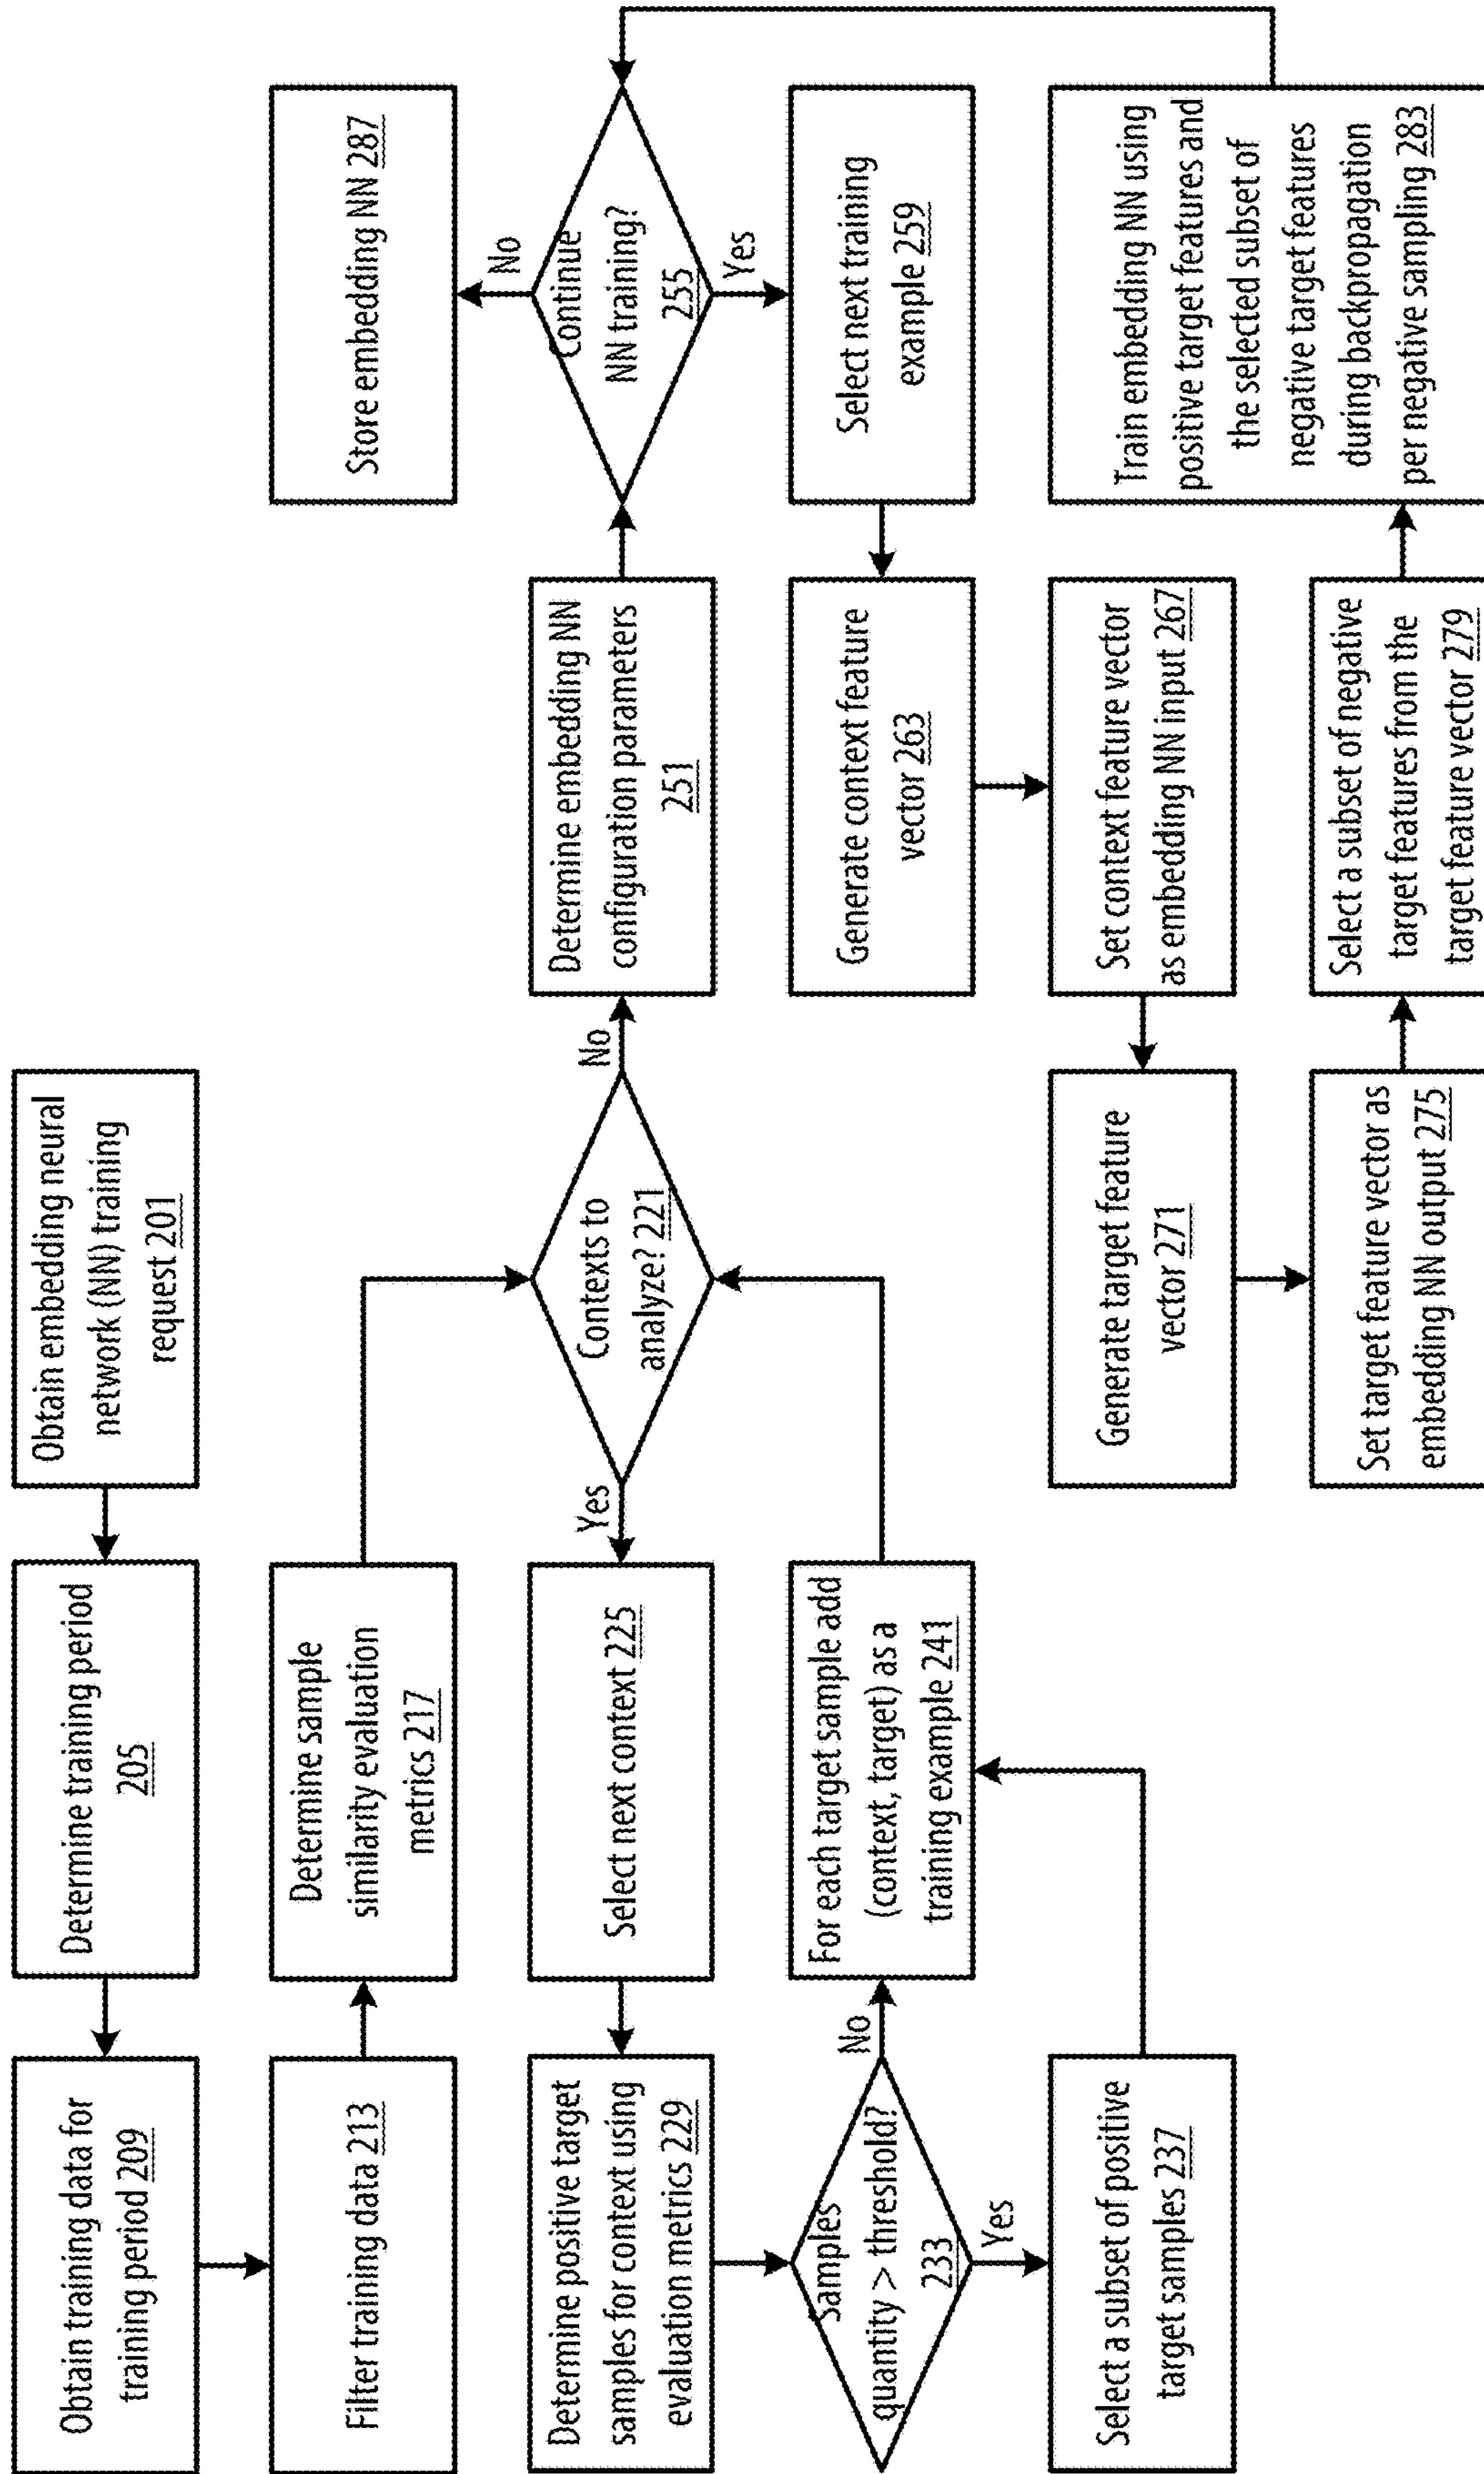 Obtain embedding neural
network (NN) training
request 201
Determine training period
205
Obtain training data for
training period 209
Filter training data 213
Determine sample
similarity evaluation
metrics 217
Contexts to
analyze? 221
Yes
No
Select next context 225
Determine positive target
samples for context using
evaluation metrics 229
Samples
quantity > threshold?
233
No
Yes
Select a subset of positive
target samples 237
For each target sample add
(context, target) as a
training example 241
Determine embedding NN
configuration parameters
251
Continue
NN training?
255
No
Yes
Store embedding NN 287
Select next training
example 259
Generate context feature
vector 263
Set context feature vector
as embedding NN input 267
Generate target feature
vector 271
Set target feature vector as
embedding NN output 275
Select a subset of negative
target features from the
target feature vector 279
Train embedding NN using
positive target features and
the selected subset of
negative target features
during backpropagation
per negative sampling 283